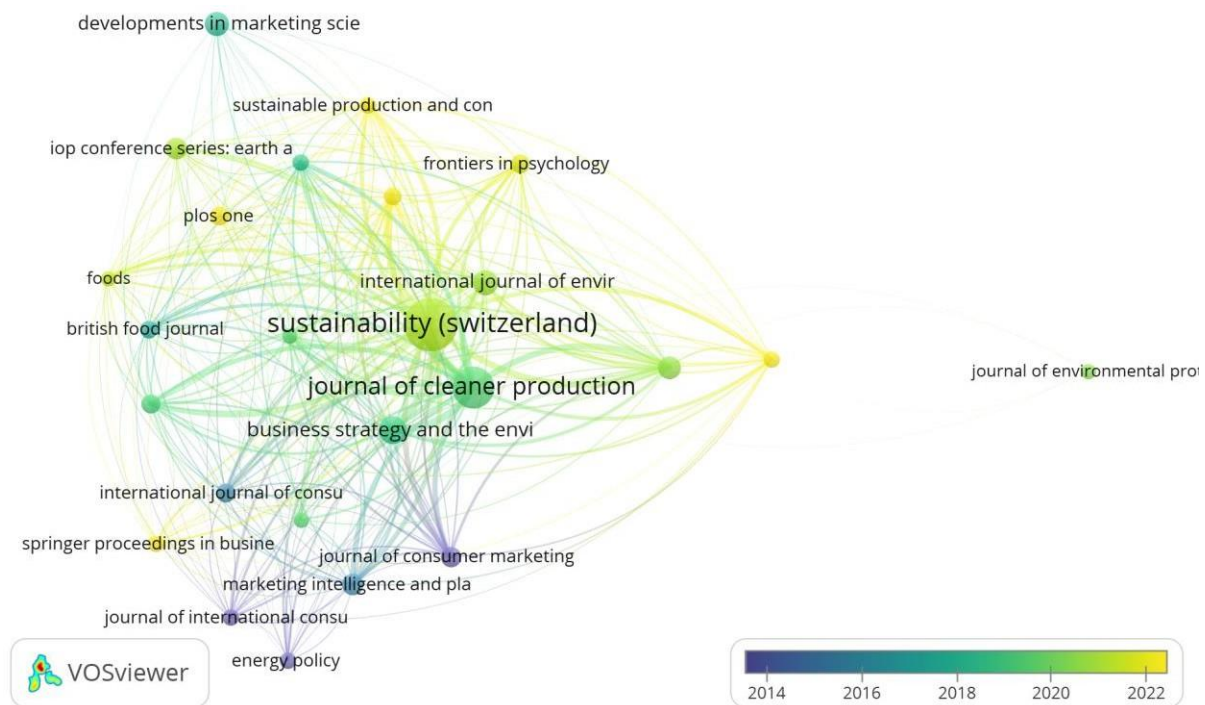 developments in marketing scie
sustainable production and con
iop conference series: earth a
frontiers in psychology
plos one
foods
international journal of envir
sustainability (switzerland)
british food journal
journal of environmental prot
journal of cleaner production
business strategy and the envi
international journal of consu
springer proceedings in busine
journal of consumer marketing
marketing intelligence and pla
journal of international consu
energy policy
VOSviewer
2014 2016 2018 2020 2022